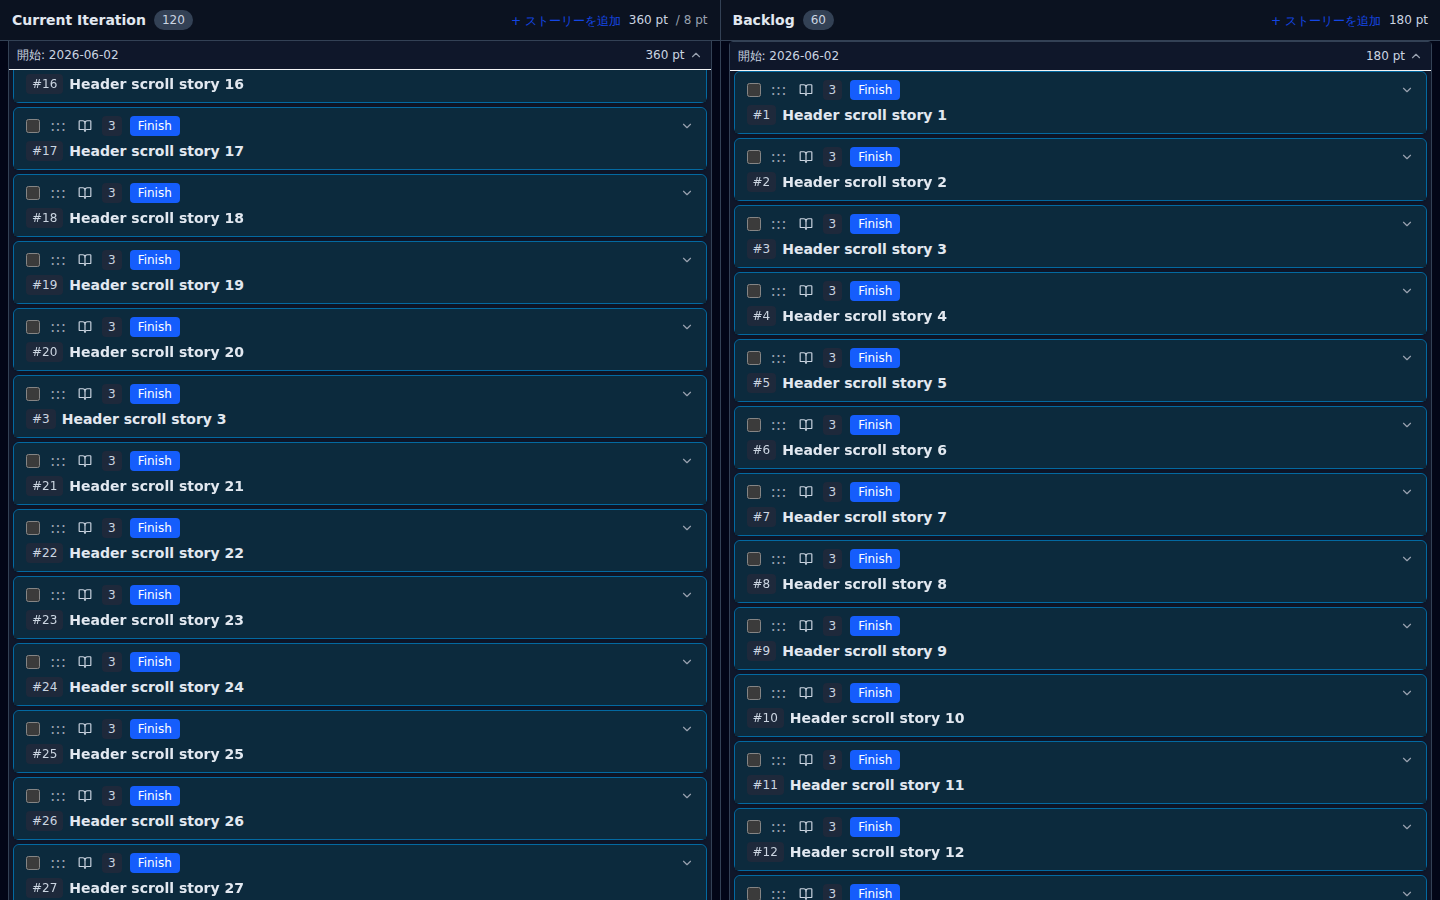 Current Iteration 120 + ストーリーを追加 360 pt / 8 pt
開始: 2026-06-02 360 pt
#16 Header scroll story 16
3 Finish
#17 Header scroll story 17
3 Finish
#18 Header scroll story 18
3 Finish
#19 Header scroll story 19
3 Finish
#20 Header scroll story 20
3 Finish
#3 Header scroll story 3
3 Finish
#21 Header scroll story 21
3 Finish
#22 Header scroll story 22
3 Finish
#23 Header scroll story 23
3 Finish
#24 Header scroll story 24
3 Finish
#25 Header scroll story 25
3 Finish
#26 Header scroll story 26
3 Finish
#27 Header scroll story 27
Backlog 60 + ストーリーを追加 180 pt
開始: 2026-06-02 180 pt
3 Finish
#1 Header scroll story 1
3 Finish
#2 Header scroll story 2
3 Finish
#3 Header scroll story 3
3 Finish
#4 Header scroll story 4
3 Finish
#5 Header scroll story 5
3 Finish
#6 Header scroll story 6
3 Finish
#7 Header scroll story 7
3 Finish
#8 Header scroll story 8
3 Finish
#9 Header scroll story 9
3 Finish
#10 Header scroll story 10
3 Finish
#11 Header scroll story 11
3 Finish
#12 Header scroll story 12
3 Finish